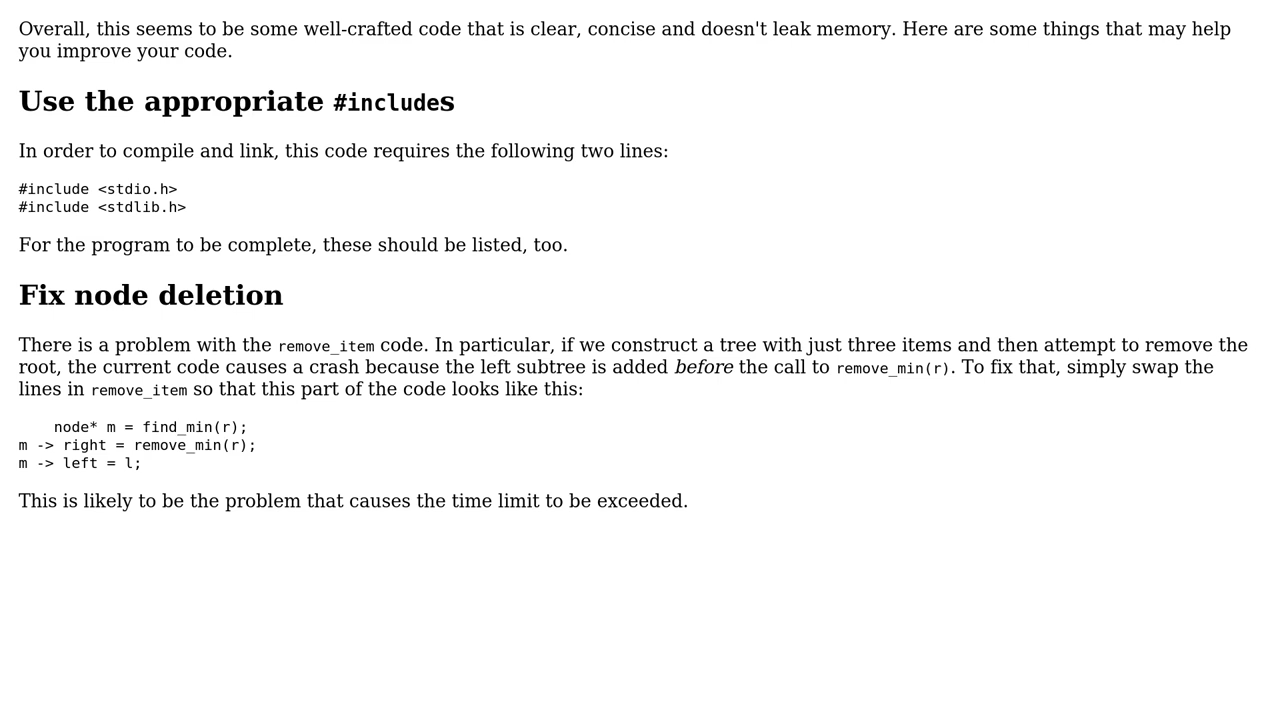 Overall, this seems to be some well-crafted code that is clear, concise and doesn't leak memory. Here are some things that may help
you improve your code.
Use the appropriate #includes
In order to compile and link, this code requires the following two lines:
#include <stdio.h>
#include <stdlib.h>
For the program to be complete, these should be listed, too.
Fix node deletion
There is a problem with the remove_item code. In particular, if we construct a tree with just three items and then attempt to remove the
root, the current code causes a crash because the left subtree is added before the call to remove_min(r). To fix that, simply swap the
lines in remove_item so that this part of the code looks like this:
    node* m = find_min(r);
m -> right = remove_min(r);
m -> left = l;
This is likely to be the problem that causes the time limit to be exceeded.